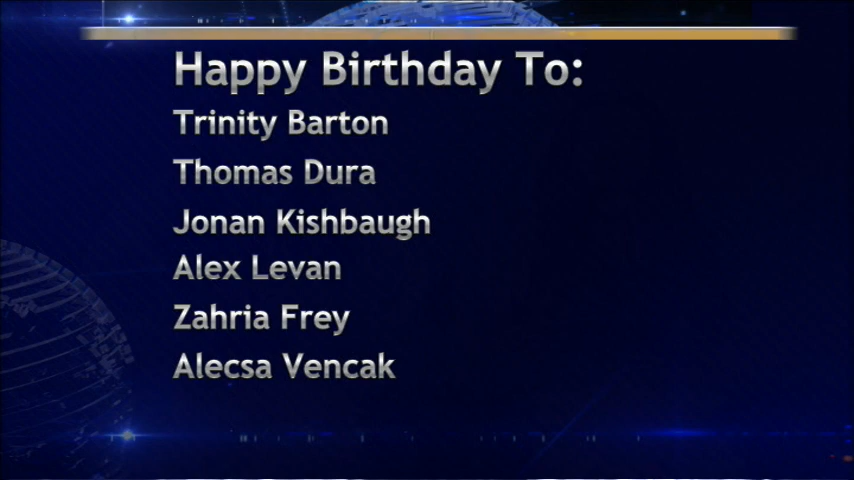 Happy Birthday To:
Trinity Barton
Thomas Dura
Jonan Kishbaugh
Alex Levan
Zahria Frey
Alecsa Vencak